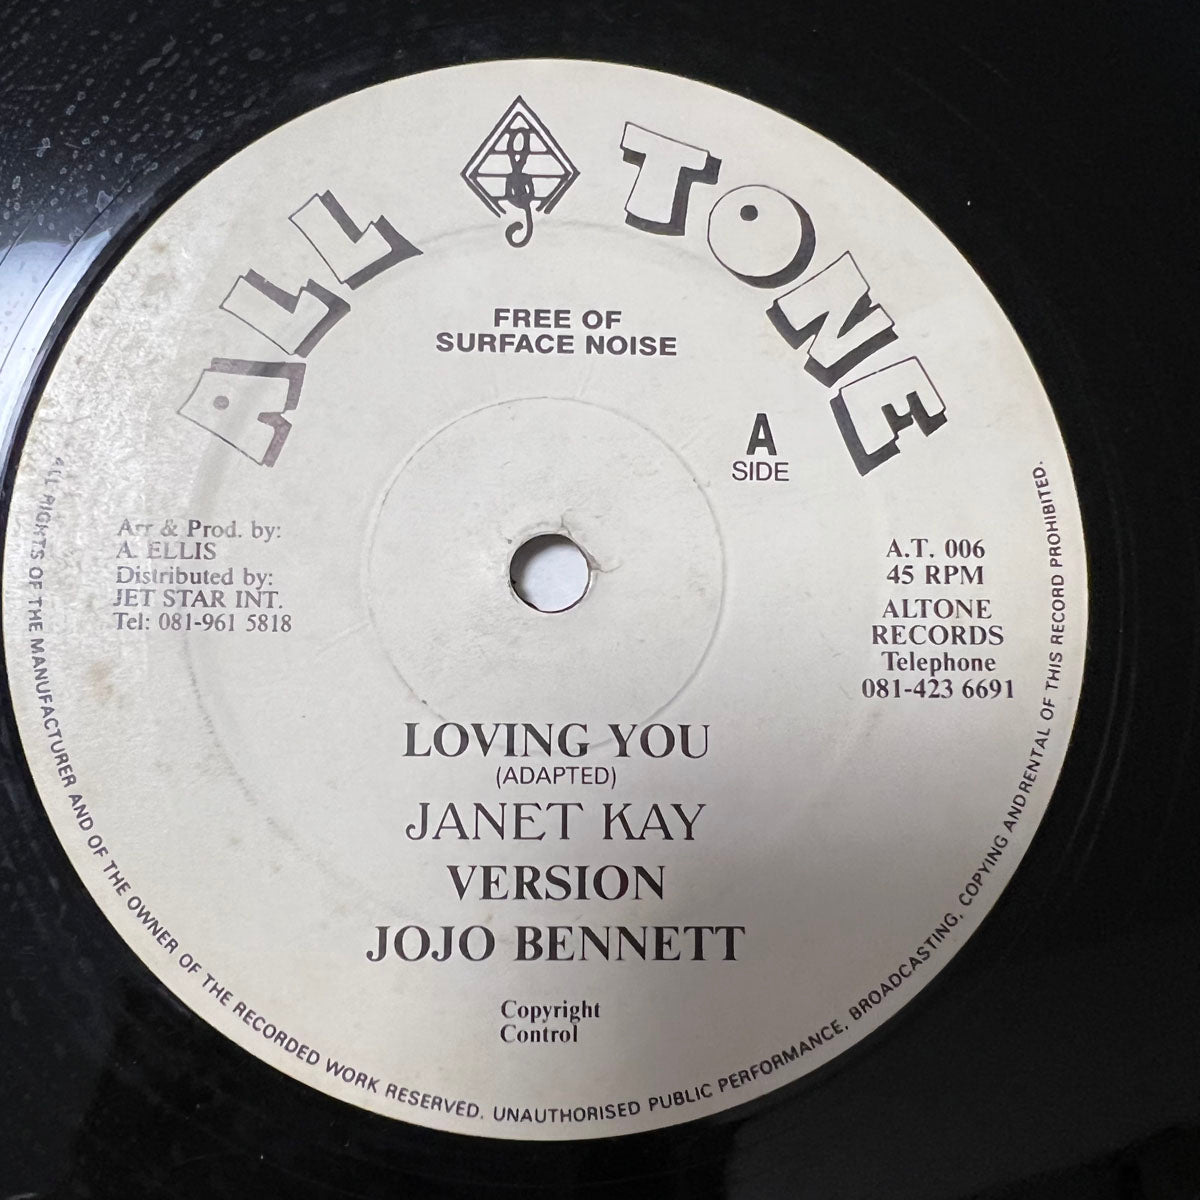 ALL TONE
FREE OF
SURFACE NOISE
A
SIDE
Arr & Prod. by:
A. ELLIS
Distributed by:
JET STAR INT.
Tel: 081-961 5818
A.T. 006
45 RPM
ALTONE
RECORDS
Telephone
081-423 6691
LOVING YOU
(ADAPTED)
JANET KAY
VERSION
JOJO BENNETT
Copyright
Control
ALL RIGHTS OF THE MANUFACTURER AND OF THE OWNER OF THE RECORDED WORK RESERVED. UNAUTHORISED PUBLIC PERFORMANCE, BROADCASTING, COPYING ANDRENTAL OF THIS RECORD PROHIBITED.